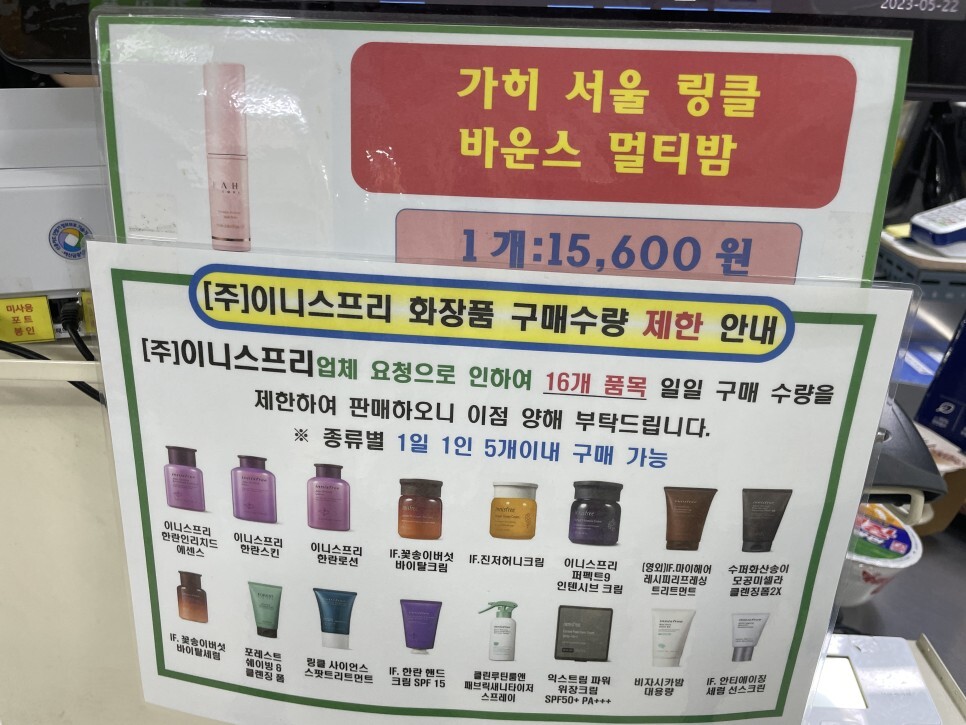 2023-05-22
가히 서울 링클
바운스 멀티밤
1개:15,600원
미사용
포트
봉인
[주]이니스프리 화장품 구매수량 제한 안내
[주]이니스프리업체 요청으로 인하여 16개 품목 일일 구매 수량을
제한하여 판매하오니 이점 양해 부탁드립니다.
※ 종류별 1일 1인 5개이내 구매 가능
이니스프리
한란인리치드
에센스
이니스프리
한란스킨
이니스프리
한란로션
IF.꽃송이버섯
바이탈크림
IF.진저허니크림
이니스프리
퍼펙트9
인텐시브 크림
[영외]IF.마이헤어
레시피리프레싱
트리트먼트
수퍼화산송이
모공미셀라
클렌징폼2X
IF. 꽃송이버섯
바이탈세럼
포레스트
쉐이빙&
클렌징 폼
링클 사이언스
스팟트리트먼트
IF. 한란 핸드
크림 SPF 15
클린루틴룸앤
패브릭새니타이저
스프레이
익스트림 파워
위장크림
SPF50+ PA+++
비자시카밤
대용량
IF. 안티에이징
세럼 선스크린